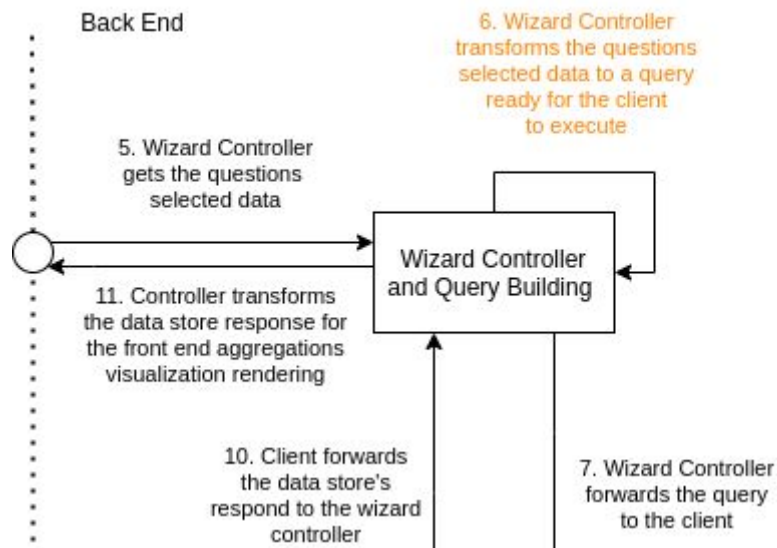 Back End
6. Wizard Controller
transforms the questions
selected data to a query
ready for the client
to execute
5. Wizard Controller
gets the questions
selected data
Wizard Controller
and Query Building
11. Controller transforms
the data store response for
the front end aggregations
visualization rendering
10. Client forwards
the data store's
respond to the wizard
controller
7. Wizard Controller
forwards the query
to the client